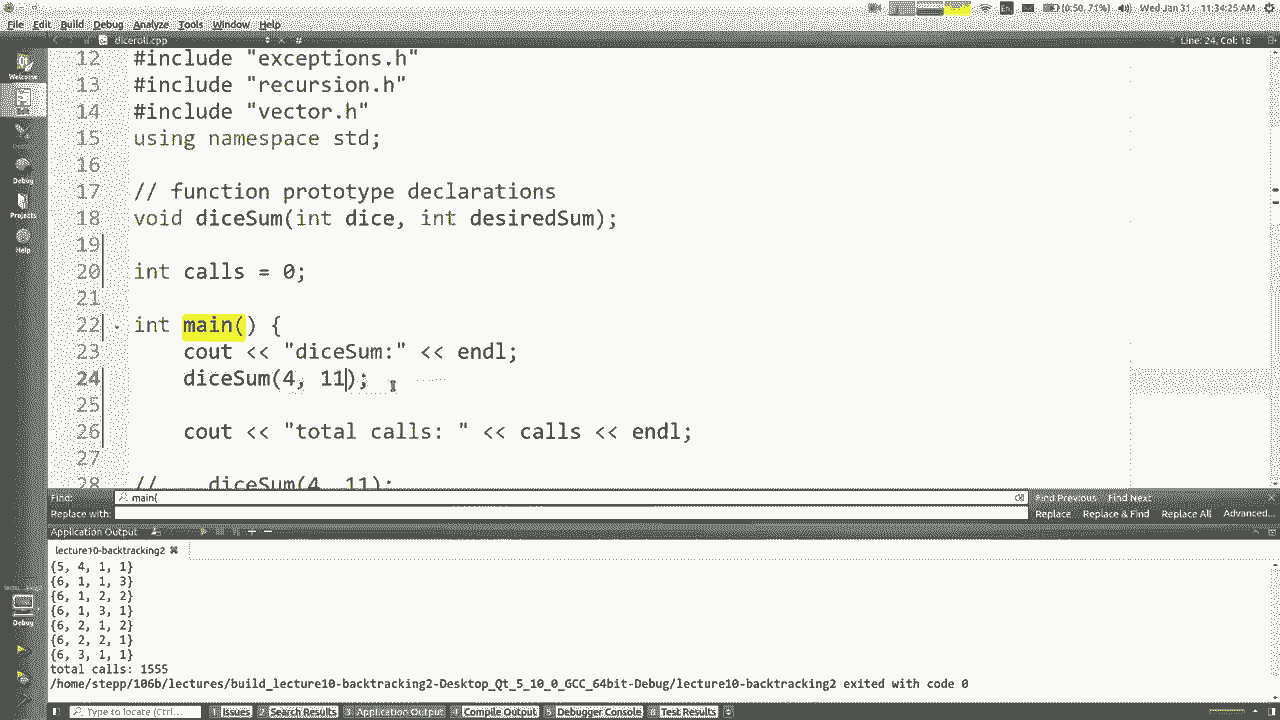 File Edit Build Debug Analyze Tools Window Help
En (0:50, 71%) Wed Jan 31 11:34:25 AM
diceroll.cpp # Line: 24, Col: 18
Welcome
Debug
Projects
Help
12 #include "exceptions.h"
13 #include "recursion.h"
14 #include "vector.h"
15 using namespace std;
16
17 // function prototype declarations
18 void diceSum(int dice, int desiredSum);
19
20 int calls = 0;
21
22 int main() {
23 cout << "diceSum:" << endl;
24 diceSum(4, 11);
25
26 cout << "total calls: " << calls << endl;
27
28 // diceSum(4, 11);
Find: main( Find Previous Find Next
Replace with: Replace Replace & Find Replace All Advanced...
Application Output
lecture10-backtracking2
{5, 4, 1, 1}
{6, 1, 1, 3}
{6, 1, 2, 2}
{6, 1, 3, 1}
{6, 2, 1, 2}
{6, 2, 2, 1}
{6, 3, 1, 1}
total calls: 1555
/home/stepp/106b/lectures/build_lecture10-backtracking2-Desktop_Qt_5_10_0_GCC_64bit-Debug/lecture10-backtracking2 exited with code 0
Debug
Type to locate (Ctrl... 1 Issues 2 Search Results 3 Application Output 4 Compile Output 5 Debugger Console 8 Test Results